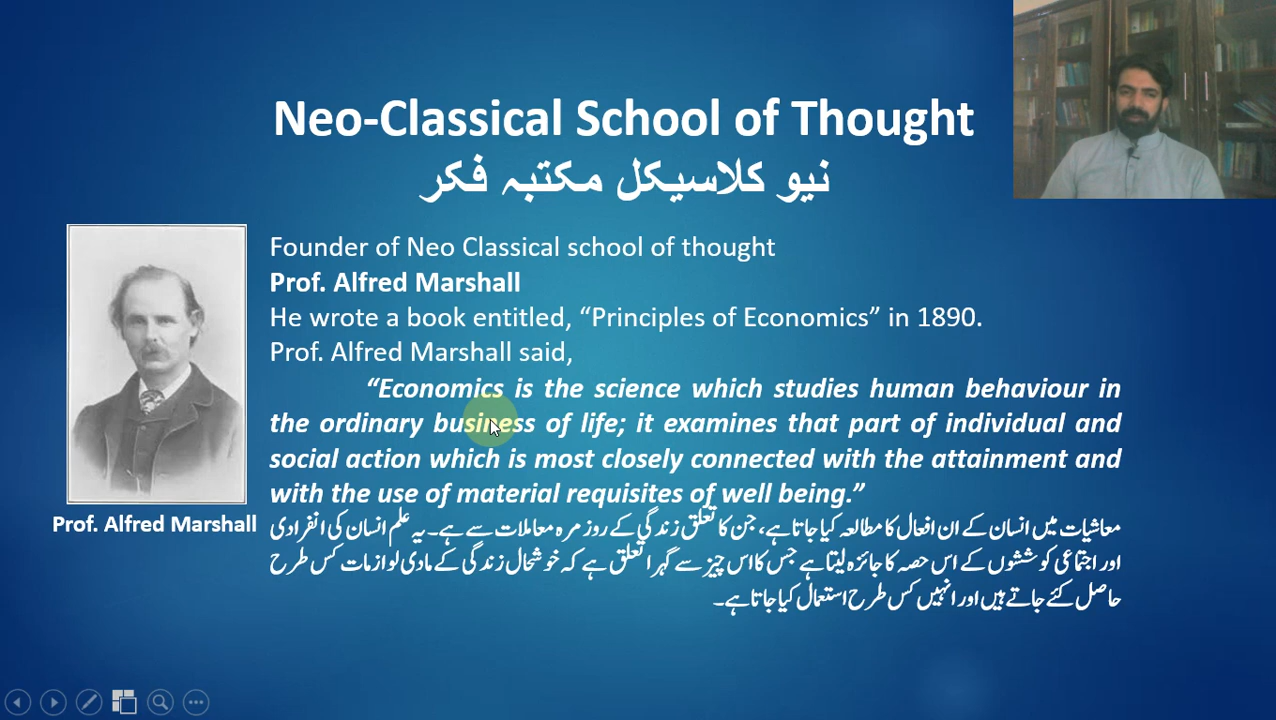 Neo-Classical School of Thought
نیو کلاسیکل مکتبہ فکر
Founder of Neo Classical school of thought
Prof. Alfred Marshall
He wrote a book entitled, “Principles of Economics” in 1890.
Prof. Alfred Marshall said,
“Economics is the science which studies human behaviour in
the ordinary business of life; it examines that part of individual and
social action which is most closely connected with the attainment and
with the use of material requisites of well being.”
Prof. Alfred Marshall
معاشیات میں انسان کے ان افعال کا مطالعہ کیا جاتا ہے، جن کا تعلق زندگی کے روز مرہ معاملات سے ہے۔ یہ علم انسان کی انفرادی
اور اجتماعی کوششوں کے اس حصہ کا جائزہ لیتا ہے جس کا اس چیز سے گہرا تعلق ہے کہ خوشحال زندگی کے مادی لوازمات کس طرح
حاصل کئے جاتے ہیں اور انہیں کس طرح استعمال کیا جاتا ہے۔